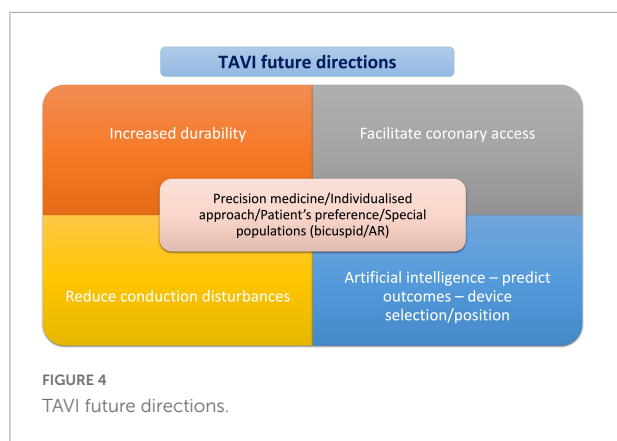 TAVI future directions
Increased durability
Facilitate coronary access
Precision medicine/Individualised
approach/Patient's preference/Special
populations (bicuspid/AR)
Reduce conduction disturbances
Artificial intelligence – predict
outcomes – device
selection/position
FIGURE 4
TAVI future directions.